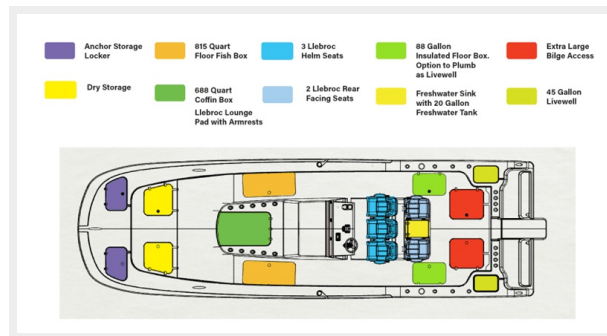 Anchor Storage
Locker
815 Quart
Floor Fish Box
3 Llebroc
Helm Seats
88 Gallon
Insulated Floor Box.
Option to Plumb
as Livewell
Extra Large
Bilge Access
Dry Storage
688 Quart
Coffin Box
Llebroc Lounge
Pad with Armrests
2 Llebroc Rear
Facing Seats
Freshwater Sink
with 20 Gallon
Freshwater Tank
45 Gallon
Livewell